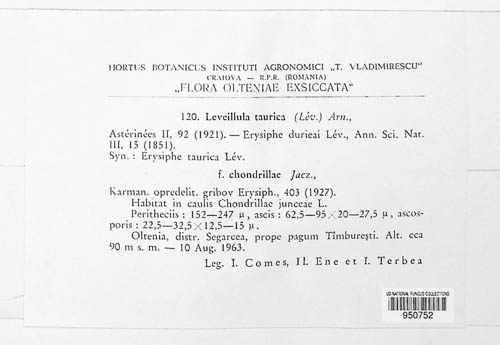 HORTUS BOTANICUS INSTITUTI AGRONOMICI „T. VLADIMIRESCU“
CRAIOVA — R.P.R. (ROMANIA)
„FLORA OLTENIAE EXSICCATA“
120. Leveillula taurica (Lév.) Arn.,
Astérinées II, 92 (1921). — Erysiphe durieai Lév., Ann. Sci. Nat.
III, 15 (1851).
Syn. : Erysiphe taurica Lév.
f. chondrillae Jacz.,
Karman. opredelit. gribov Erysiph., 403 (1927).
Habitat in caulis Chondrillae junceae L.
Peritheciis : 152—247 μ, ascis : 62,5—95×20—27,5 μ, ascos-
poris : 22,5—32,5×12,5—15 μ.
Oltenia, distr. Segarcea, prope pagum Tîmbureşti. Alt. cca
90 m s. m. — 10 Aug. 1963.
Leg. I. Comes, Il. Ene et I. Terbea
US NATIONAL FUNGUS COLLECTIONS
950752